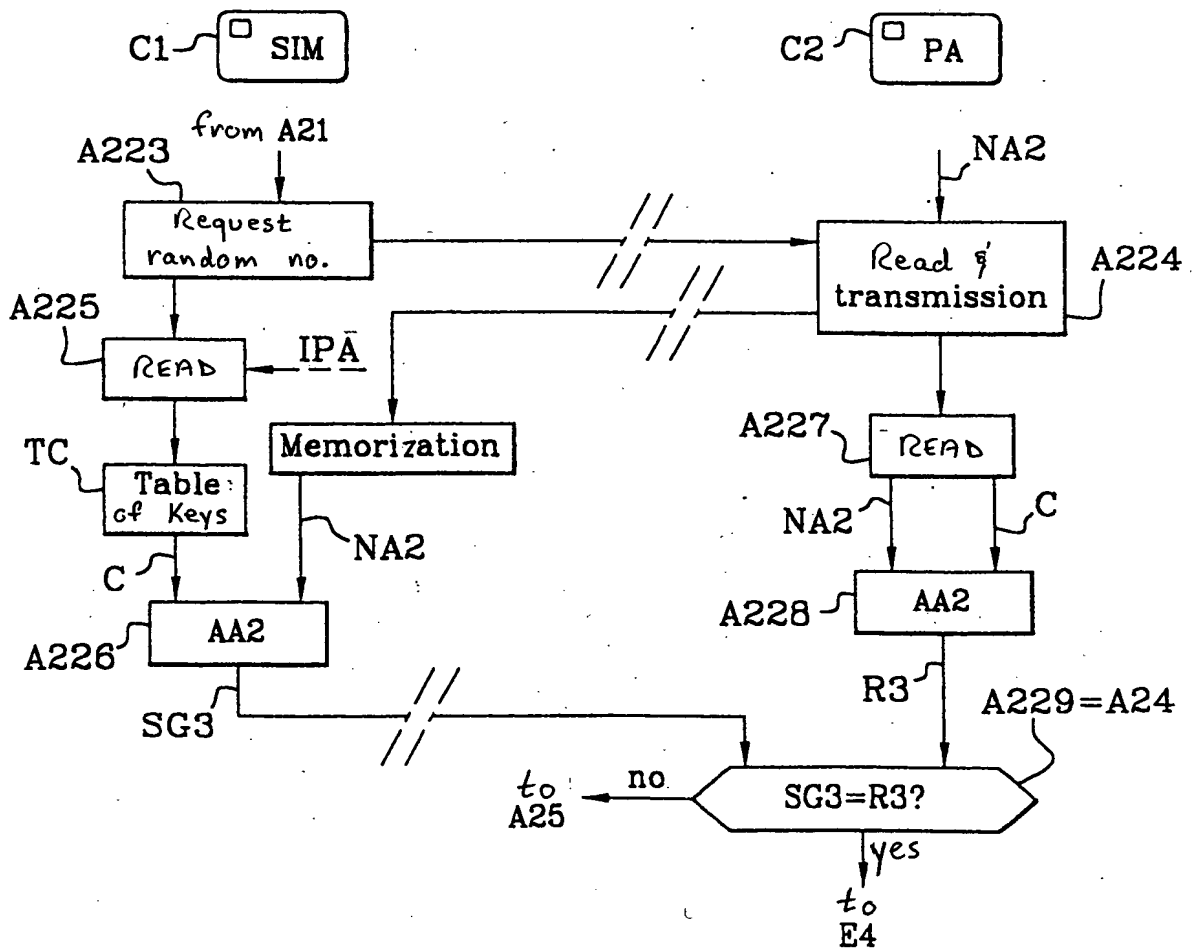 C1
SIM
C2
PA
from A21
A223
NA2
Request
random no.
Read &
transmission
A224
A225
READ
IPA
Memorization
A227
READ
TC
Table
of Keys
NA2
C
C
NA2
AA2
A226
AA2
A228
SG3
R3
A229=A24
SG3=R3?
no
to
A25
yes
to
E4